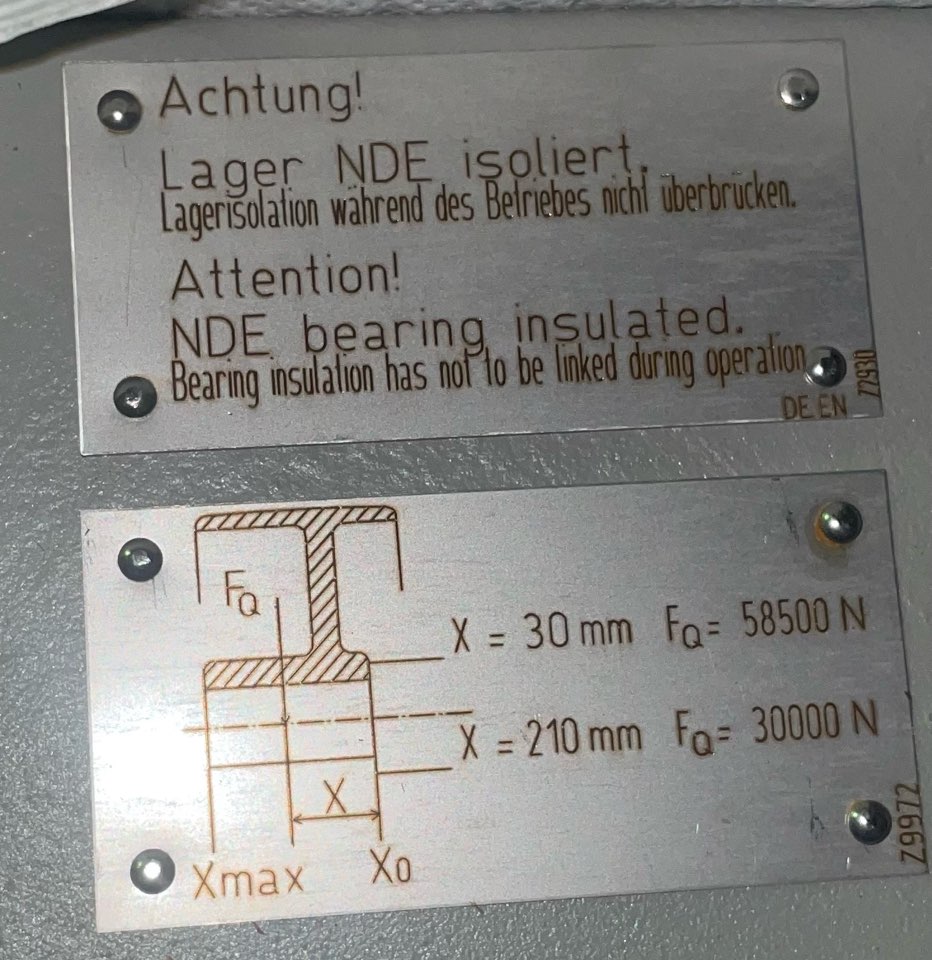 Achtung!
Lager NDE isoliert.
Lagerisolation während des Betriebes nicht überbrücken.
Attention!
NDE bearing insulated.
Bearing insulation has not to be linked during operation
DE EN
Z2930
FQ
X = 30 mm FQ = 58500 N
X = 210 mm FQ = 30000 N
X
Xmax
X0
Z9972